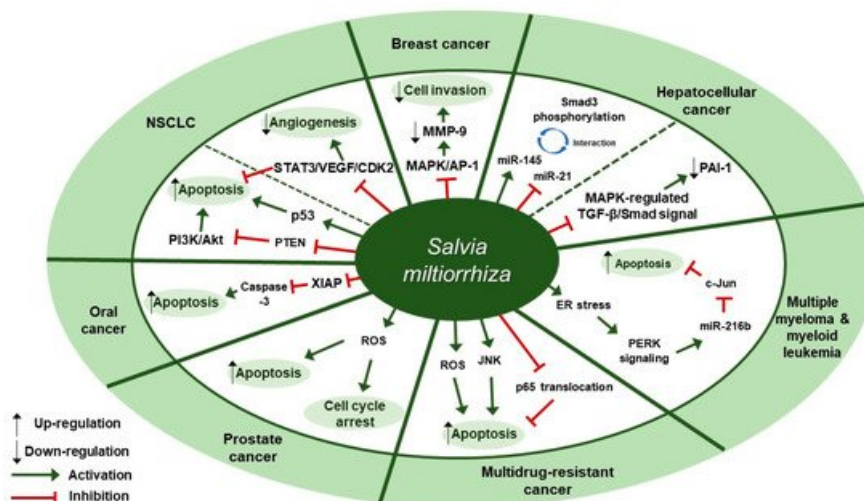 Breast cancer
Hepatocellular
cancer
NSCLC
Cell invasion
MMP-9
MAPK/AP-1
Angiogenesis
STAT3/VEGF/CDK2
Apoptosis
p53
PI3K/Akt
PTEN
Smad3
phosphorylation
Interaction
miR-145
miR-21
PAI-1
MAPK-regulated
TGF-β/Smad signal
Salvia
miltiorrhiza
Oral
cancer
Apoptosis
Caspase
-3
XIAP
Apoptosis
c-Jun
ER stress
miR-216b
PERK
signaling
Multiple
myeloma &
myeloid
leukemia
ROS
Apoptosis
Cell cycle
arrest
Prostate
cancer
ROS
JNK
p65 translocation
Apoptosis
Multidrug-resistant
cancer
Up-regulation
Down-regulation
Activation
Inhibition